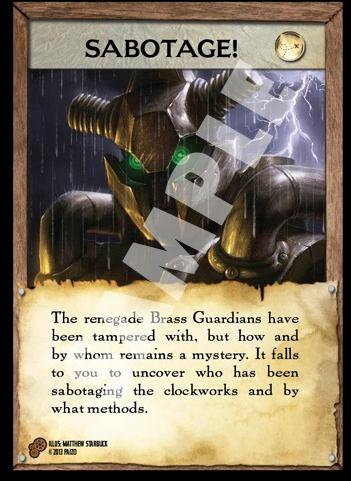 SABOTAGE!
SAMPLE
The renegade Brass Guardians have
been tampered with, but how and
by whom remains a mystery. It falls
to you to uncover who has been
sabotaging the clockworks and by
what methods.
ILLUS: MATTHEW STARBUCK
© 2013 PAIZO